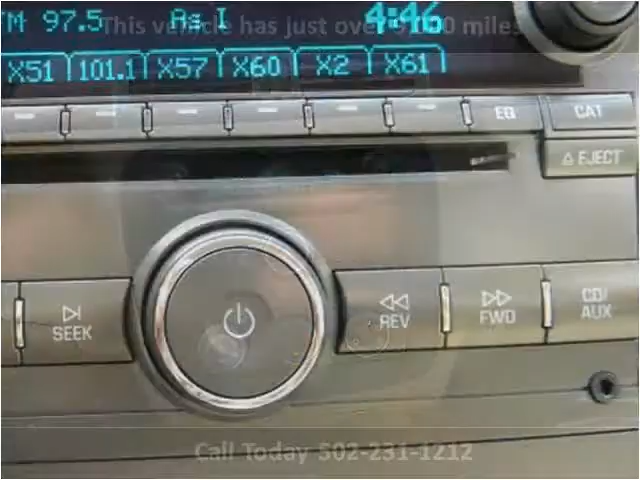 FM 97.5 As I 4:46
This vehicle has just over miles
X51 101.1 X57 X60 X2 X61
EQ CAT
EJECT
SEEK REV FWD CD/
AUX
Call Today 502-231-1212